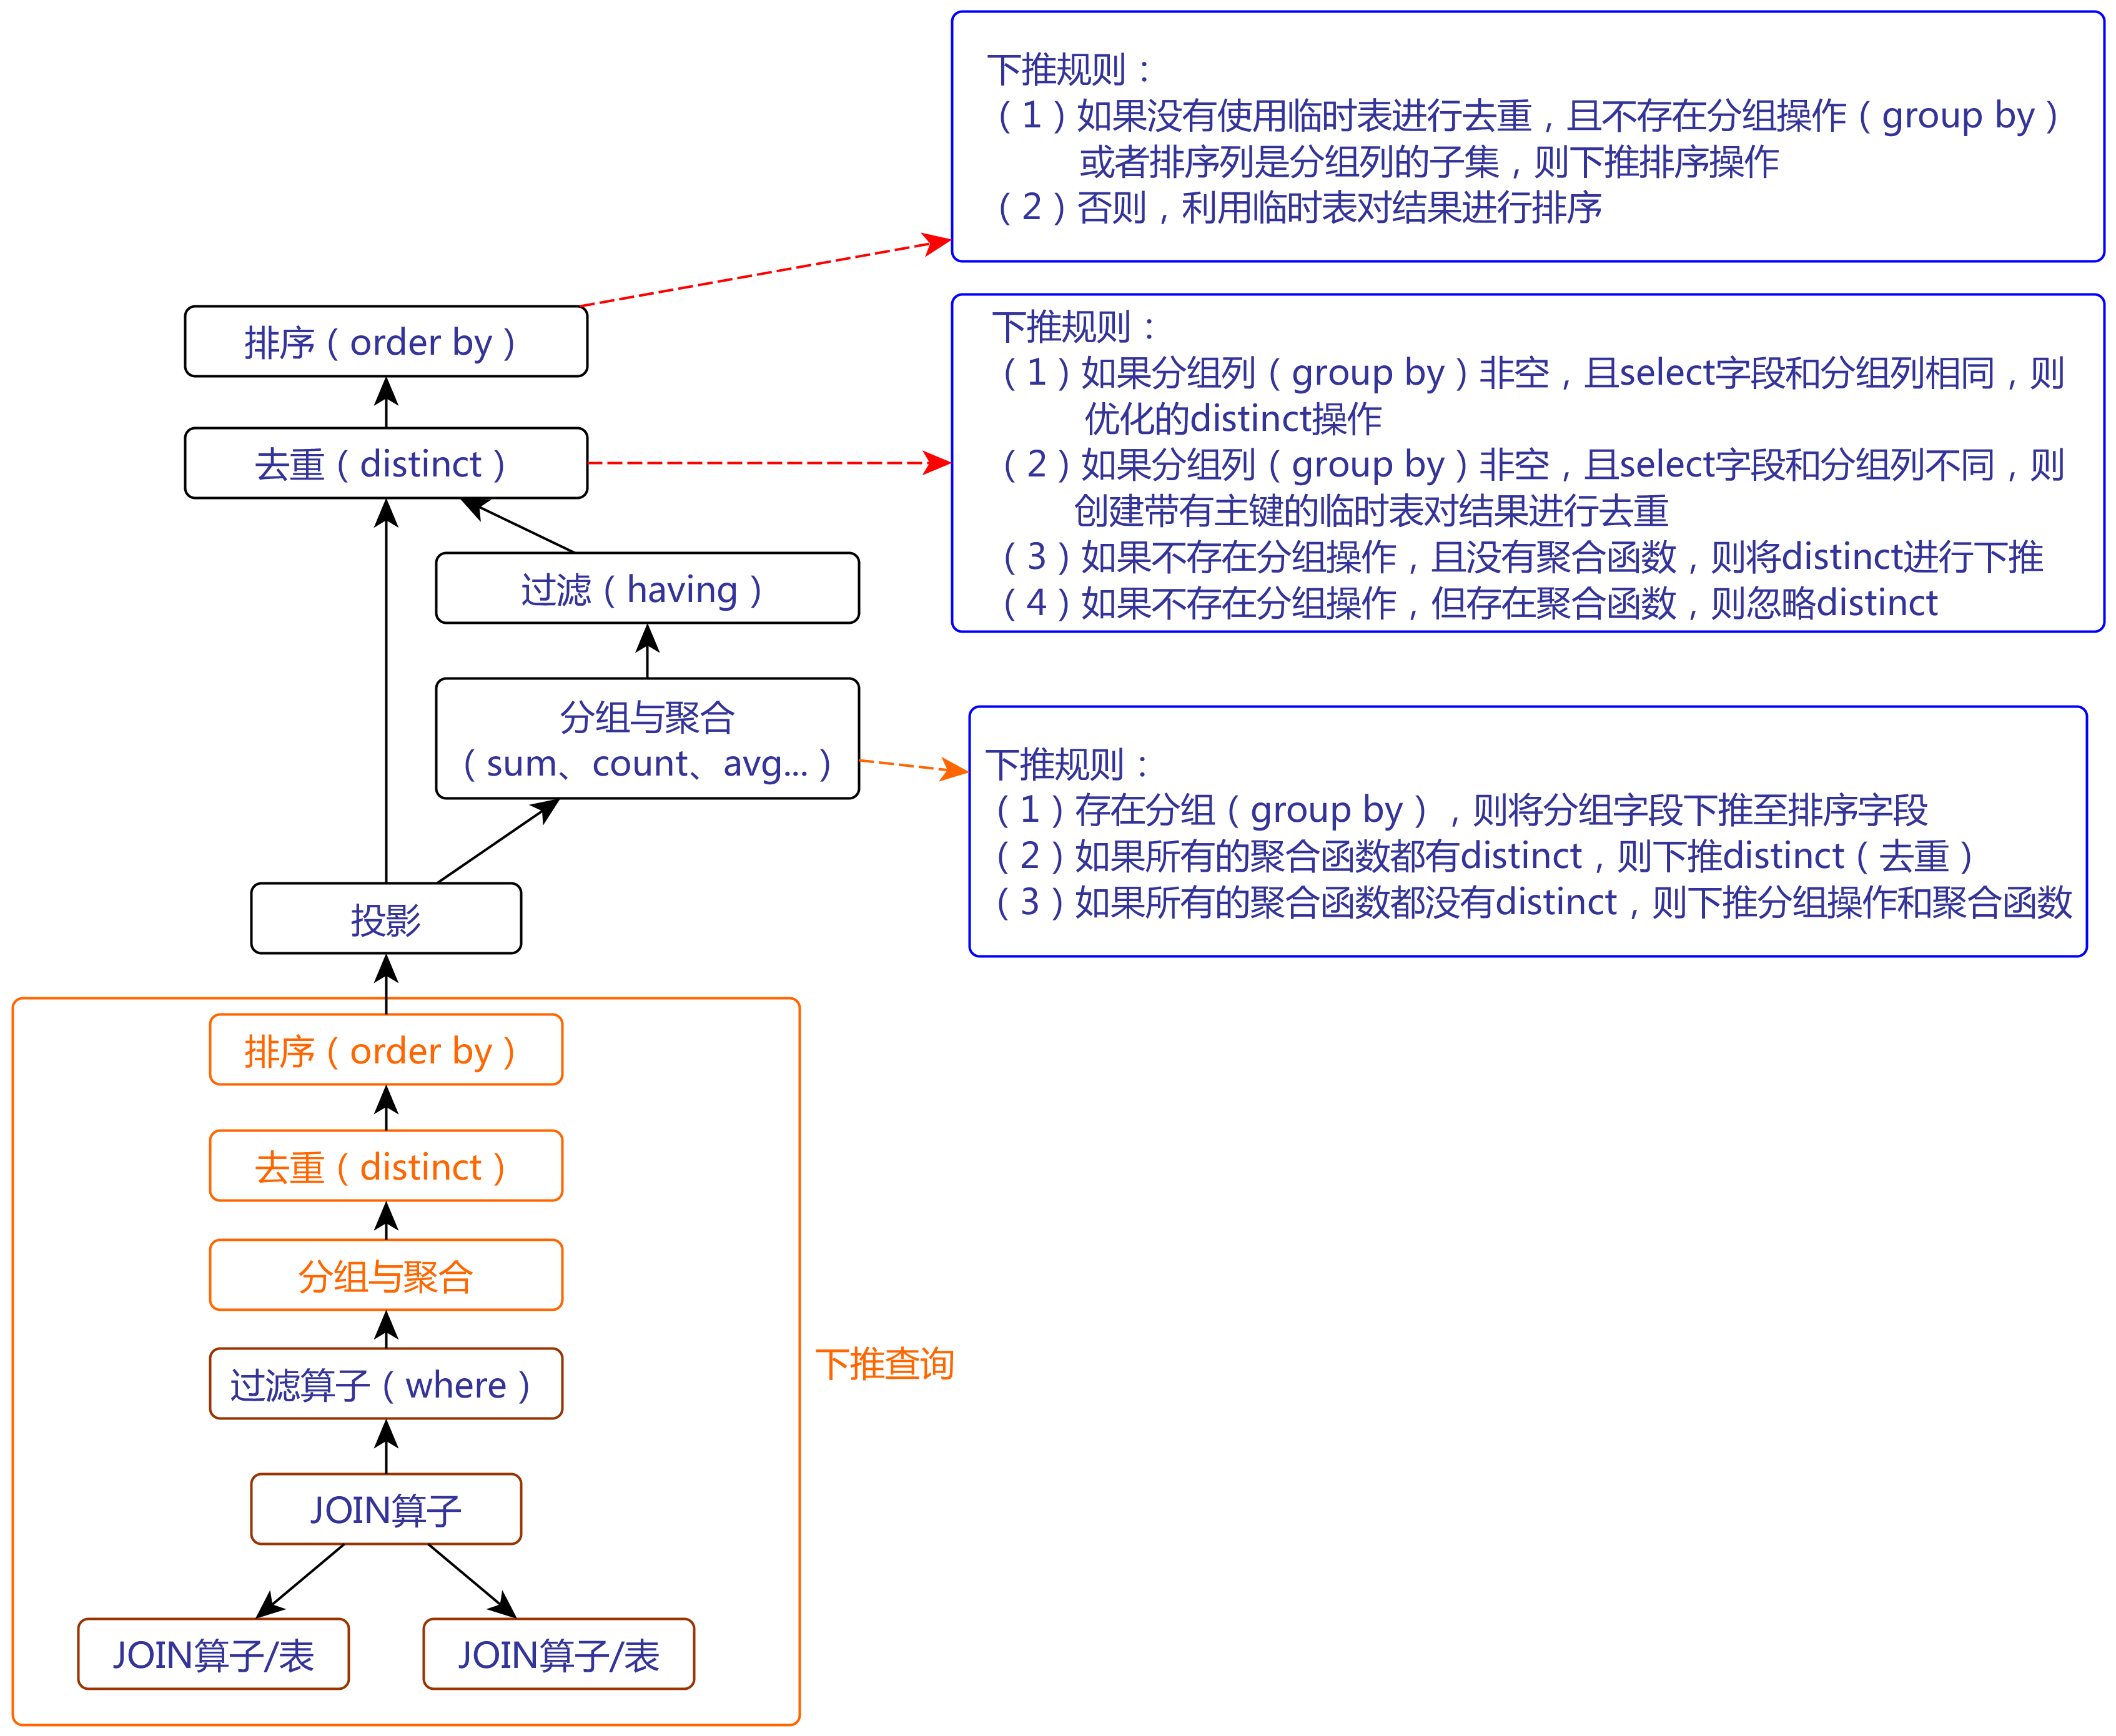 下推规则：
（1）如果没有使用临时表进行去重，且不存在分组操作（group by）
或者排序列是分组列的子集，则下推排序操作
（2）否则，利用临时表对结果进行排序
排序（order by）
去重（distinct）
下推规则：
（1）如果分组列（group by）非空，且select字段和分组列相同，则
优化的distinct操作
（2）如果分组列（group by）非空，且select字段和分组列不同，则
创建带有主键的临时表对结果进行去重
（3）如果不存在分组操作，且没有聚合函数，则将distinct进行下推
（4）如果不存在分组操作，但存在聚合函数，则忽略distinct
过滤（having）
分组与聚合
（sum、count、avg...）
下推规则：
（1）存在分组（group by），则将分组字段下推至排序字段
（2）如果所有的聚合函数都有distinct，则下推distinct（去重）
（3）如果所有的聚合函数都没有distinct，则下推分组操作和聚合函数
投影
排序（order by）
去重（distinct）
分组与聚合
过滤算子（where）
下推查询
JOIN算子
JOIN算子/表
JOIN算子/表